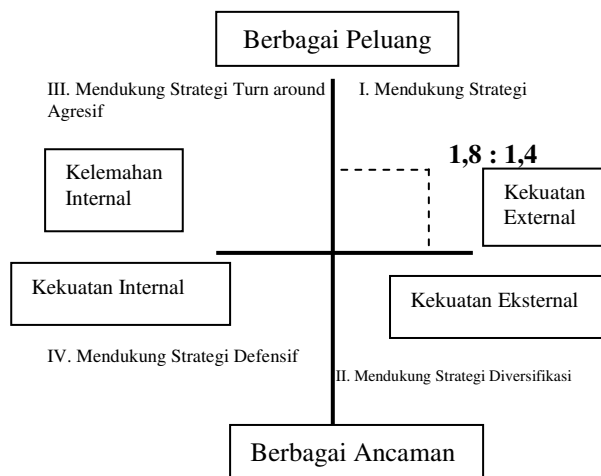 Berbagai Peluang
III. Mendukung Strategi Turn around
Agresif
I. Mendukung Strategi
1,8 : 1,4
Kelemahan
Internal
Kekuatan
External
Kekuatan Internal
Kekuatan Eksternal
IV. Mendukung Strategi Defensif
II. Mendukung Strategi Diversifikasi
Berbagai Ancaman